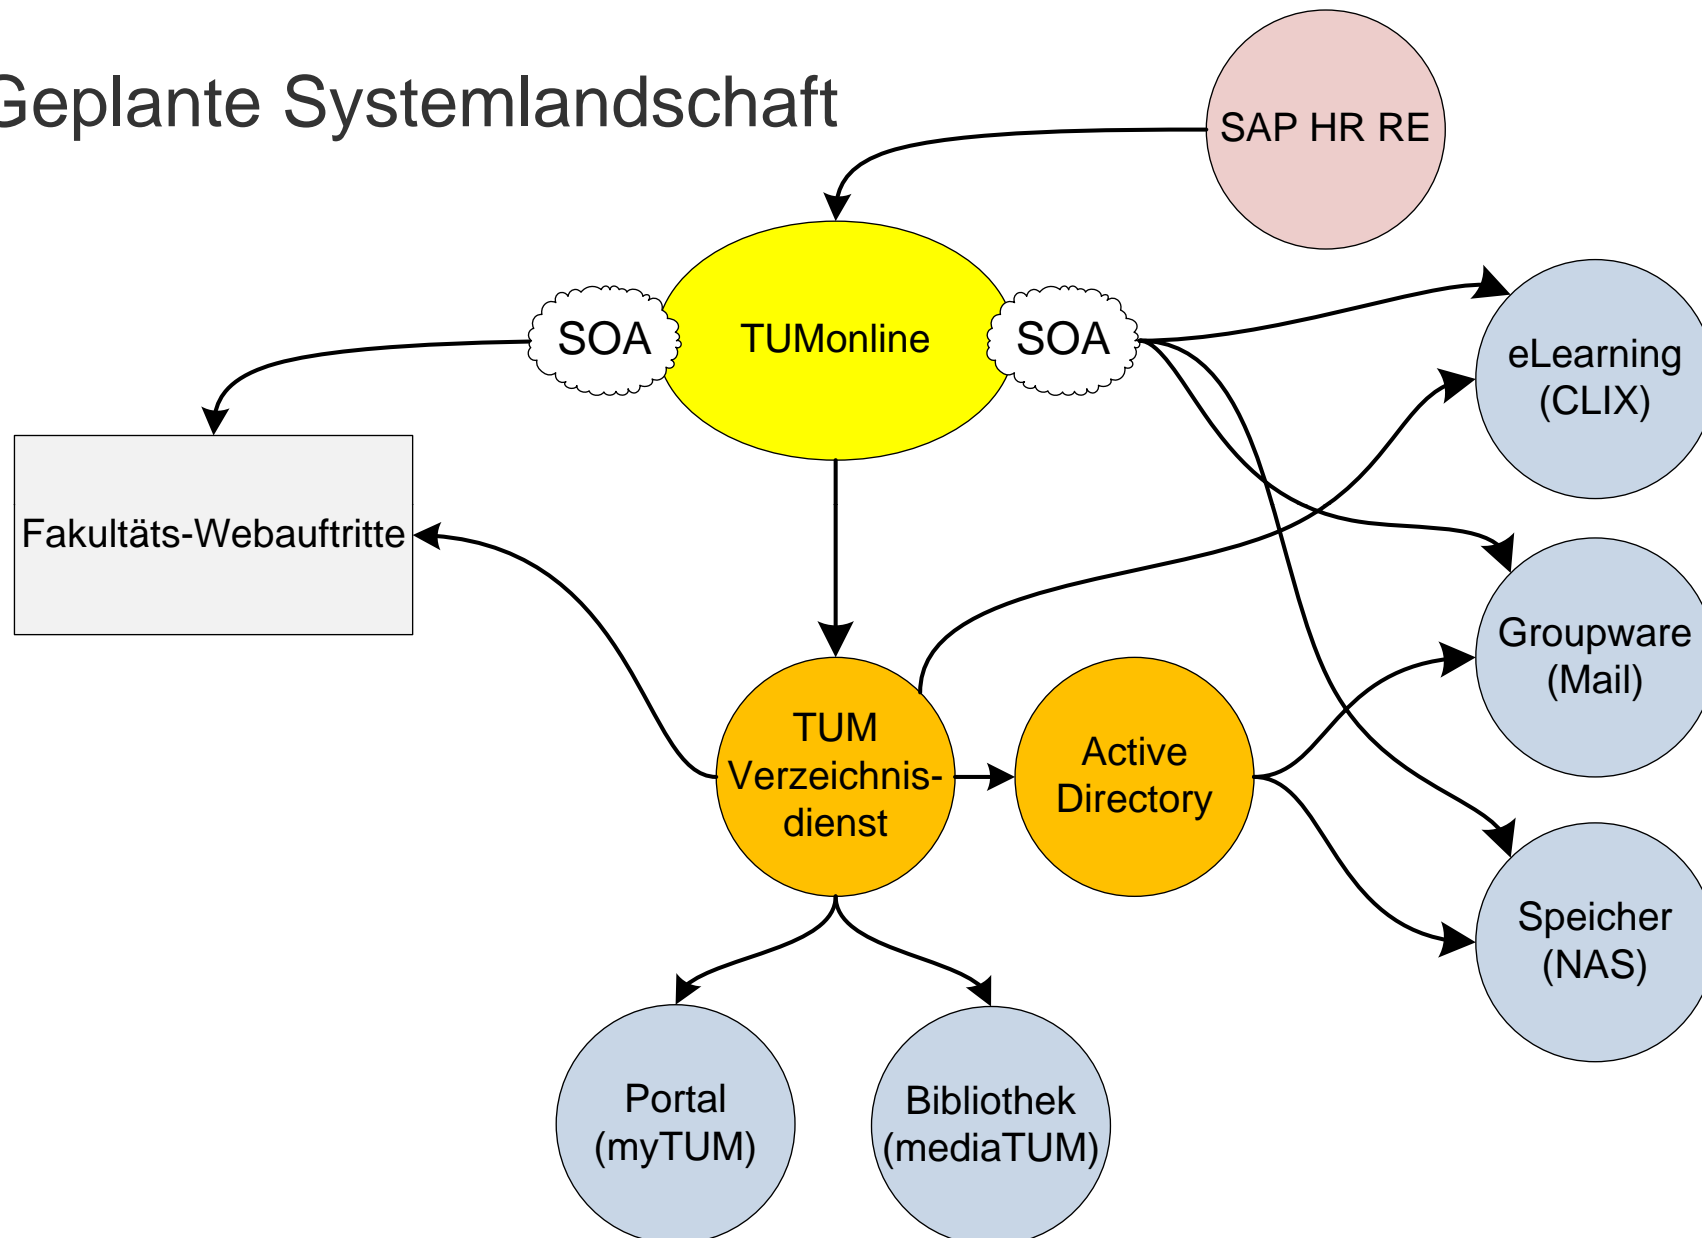 Geplante Systemlandschaft
SAP HR RE
SOA
TUMonline
SOA
eLearning
(CLIX)
Fakultäts-Webauftritte
Groupware
(Mail)
TUM
Verzeichnis-
dienst
Active
Directory
Speicher
(NAS)
Portal
(myTUM)
Bibliothek
(mediaTUM)